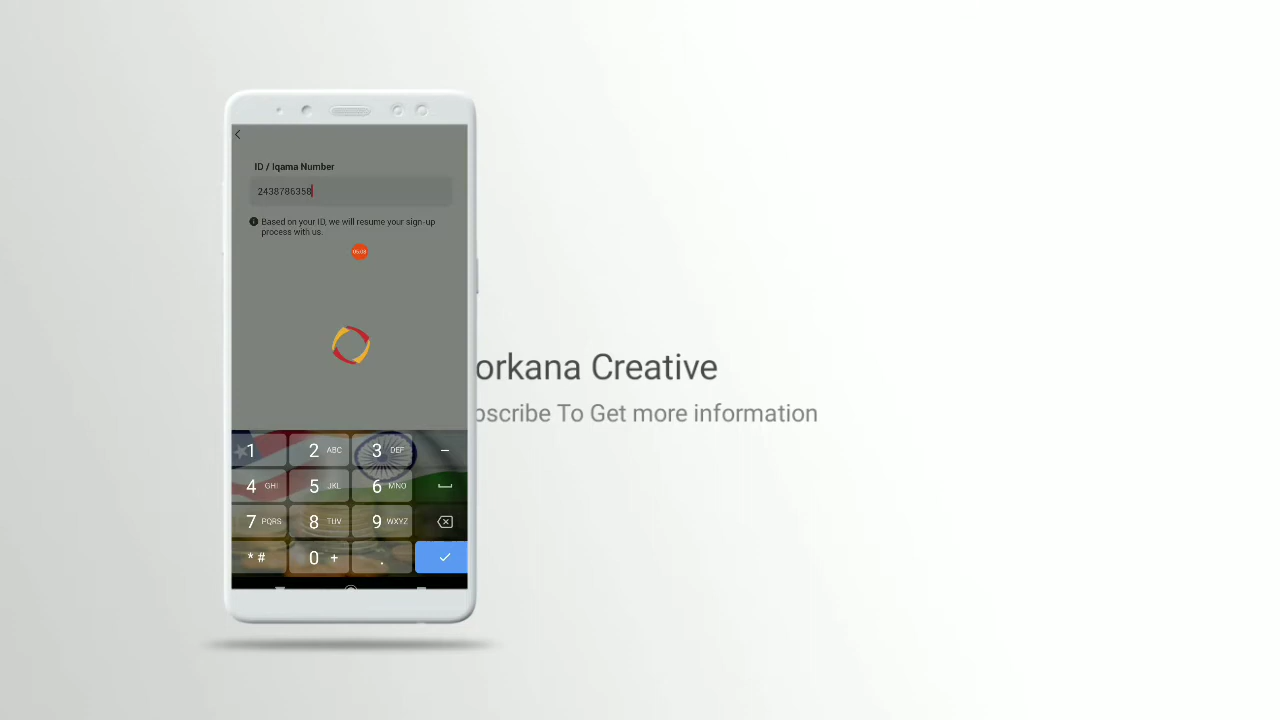 ID / Iqama Number
2438786358
Based on your ID, we will resume your sign-up
process with us.
orkana Creative
bscribe To Get more information
1
2 ABC
3 DEF
-
4 GHI
5 JKL
6 MNO
7 PQRS
8 TUV
9 WXYZ
* #
0 +
.